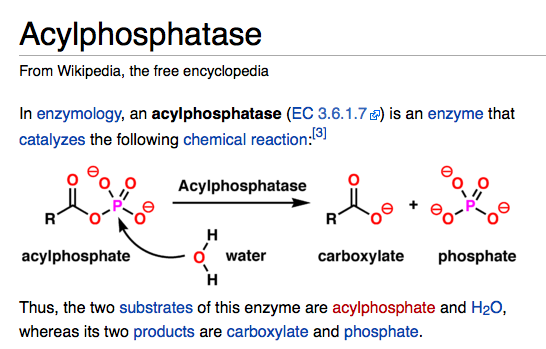 Acylphosphatase
From Wikipedia, the free encyclopedia
In enzymology, an acylphosphatase (EC 3.6.1.7) is an enzyme that
catalyzes the following chemical reaction:[3]
O ⊖ O O
Acylphosphatase
O ⊖ O O
R O P O ⊖
R O ⊖ + ⊖ O P O ⊖
H
acylphosphate
O water
carboxylate phosphate
H
Thus, the two substrates of this enzyme are acylphosphate and H2O,
whereas its two products are carboxylate and phosphate.